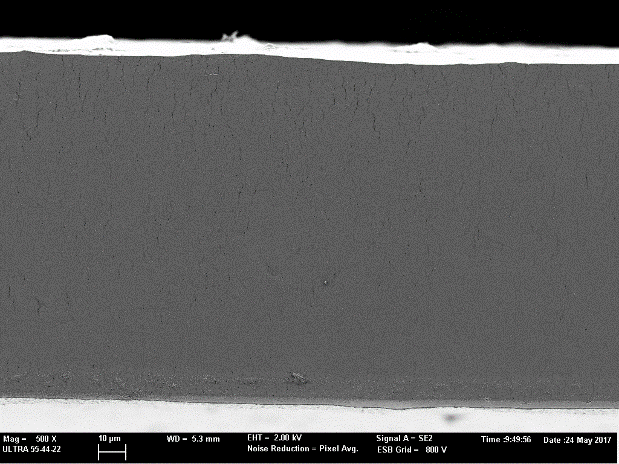 Mag = 500 X
ULTRA 55-44-22
10 µm
WD = 5.3 mm
EHT = 2.00 kV
Noise Reduction = Pixel Avg.
Signal A = SE2
ESB Grid = 800 V
Time :9:49:56
Date :24 May 2017